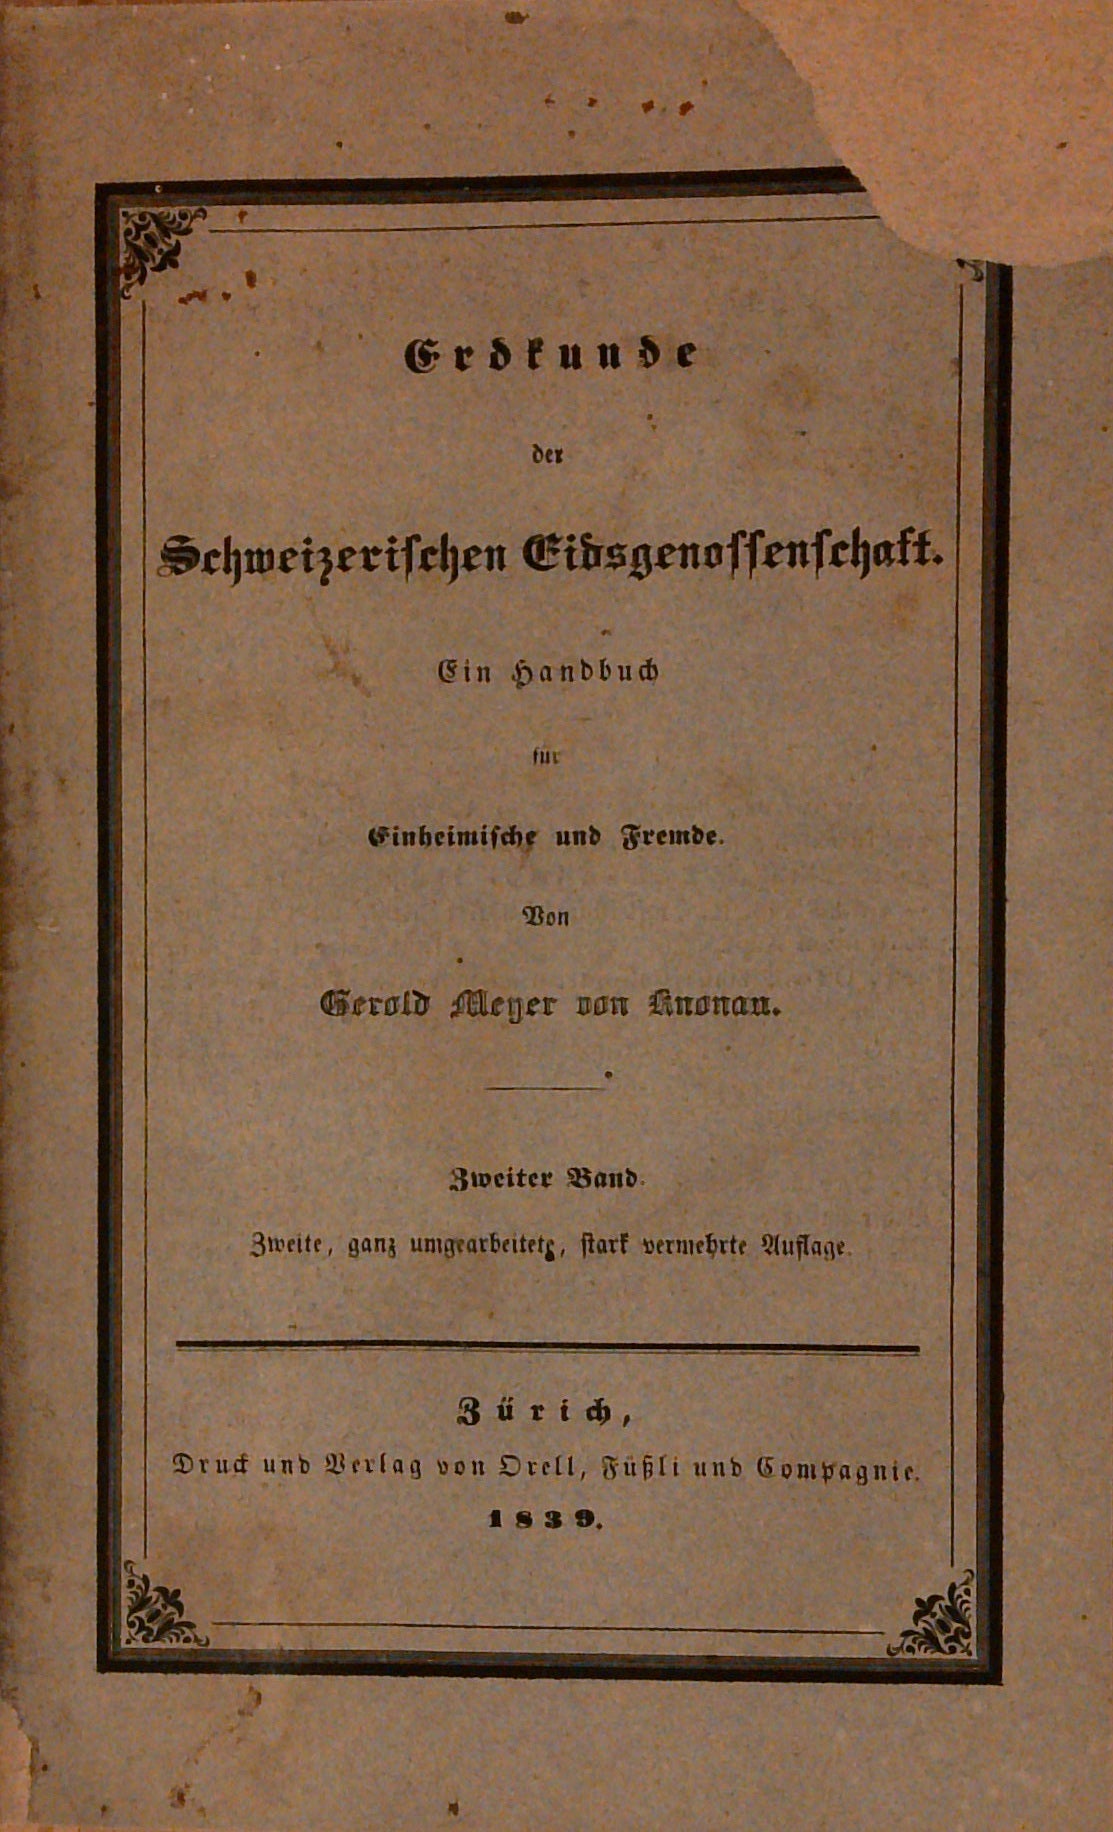 Erdkunde
der
Schweizerischen Eidsgenossenschaft.
Ein Handbuch
für
Einheimische und Fremde.
Von
Gerold Meyer von Knonau.
Zweiter Band.
Zweite, ganz umgearbeitete, stark vermehrte Auflage.
Zürich,
Druck und Verlag von Orell, Füßli und Compagnie.
1839.